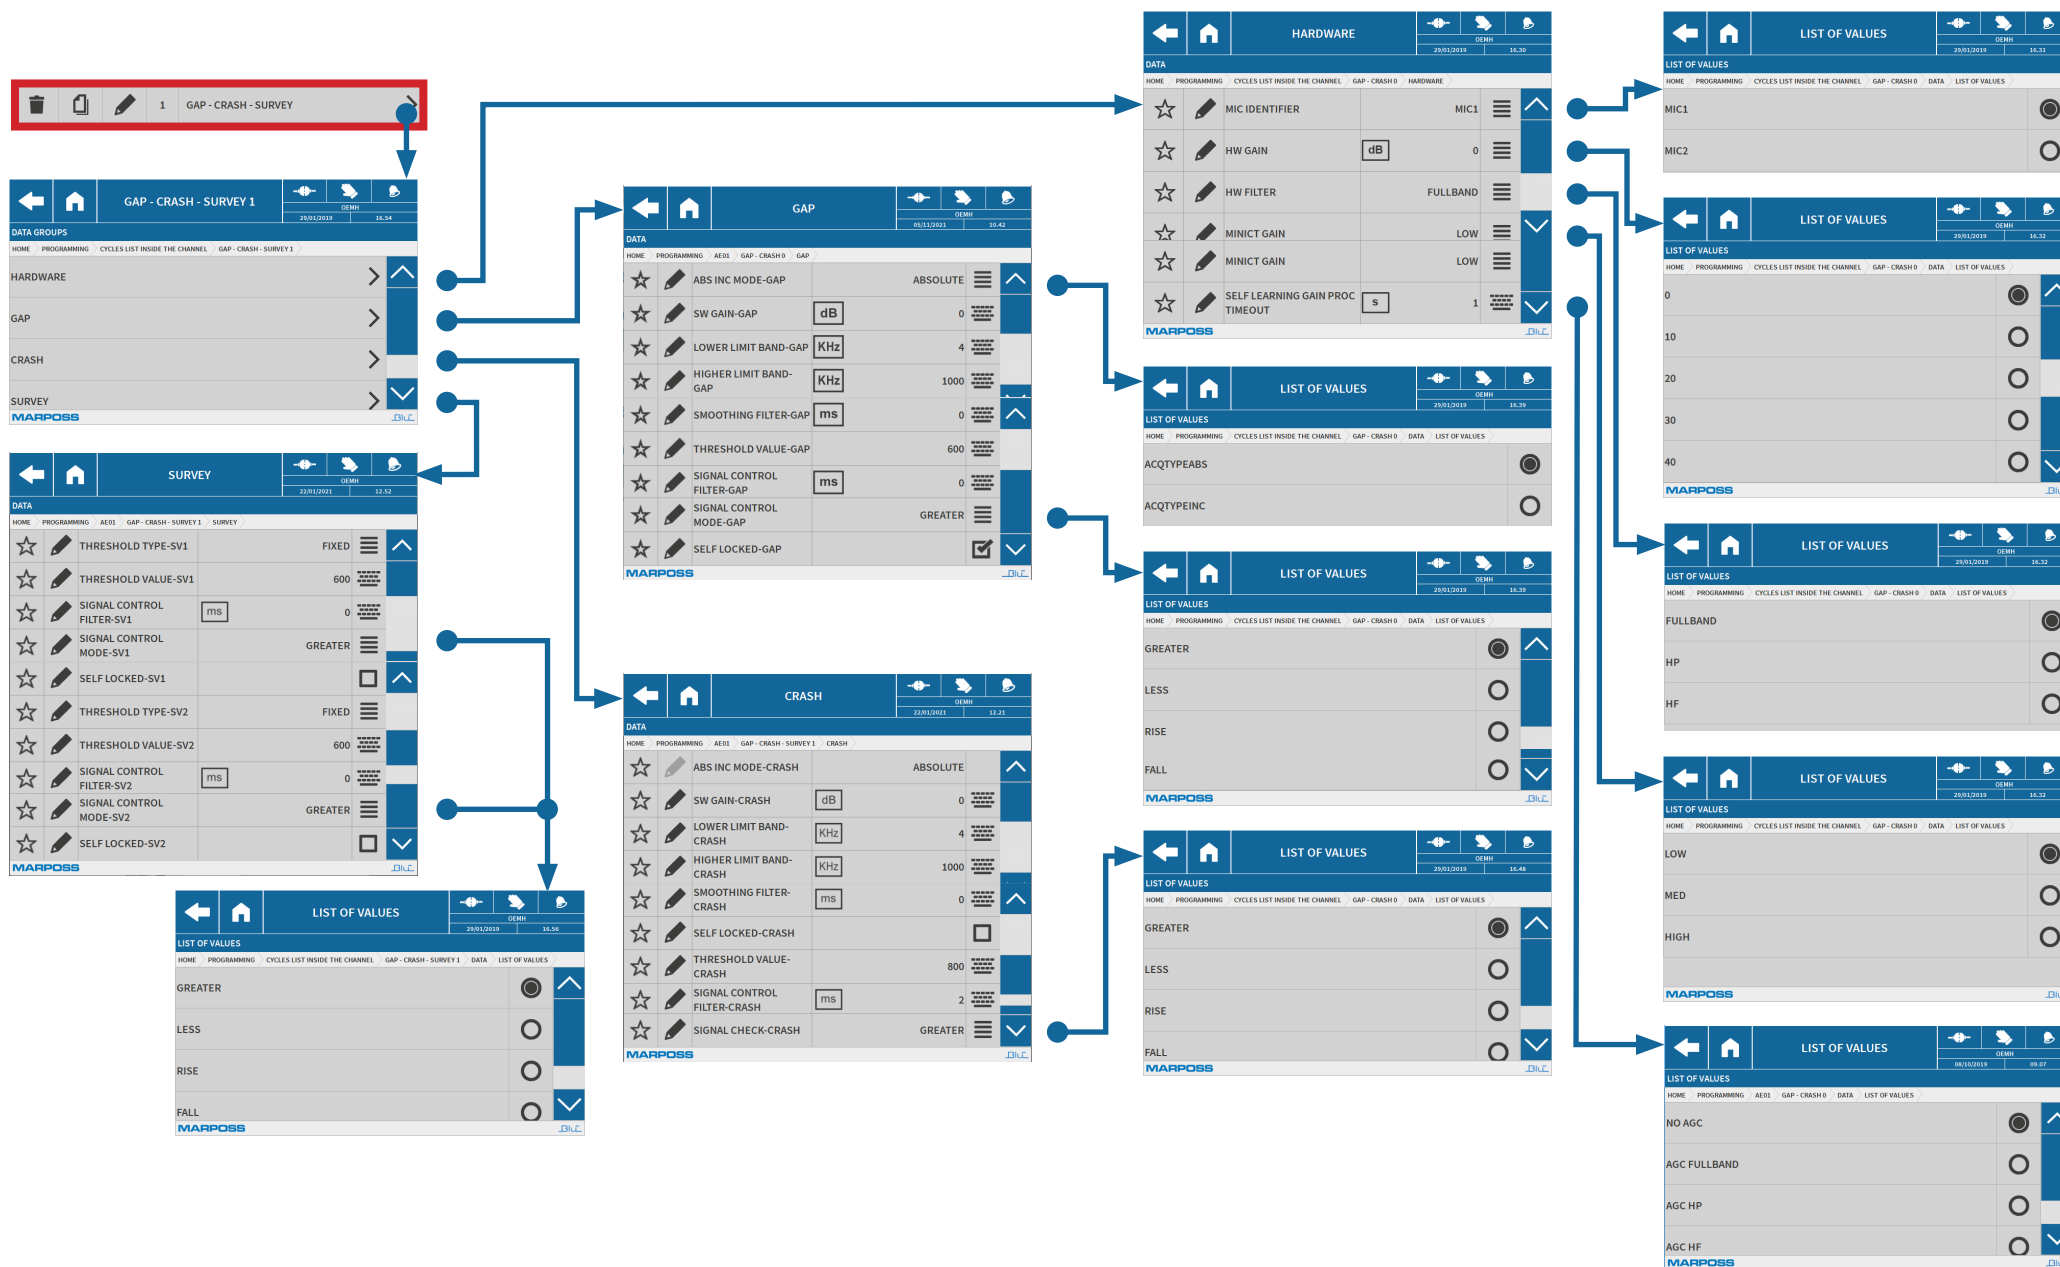 1 GAP - CRASH - SURVEY
GAP - CRASH - SURVEY 1
OEMH
29/01/2019 16.54
DATA GROUPS
HOME PROGRAMMING CYCLES LIST INSIDE THE CHANNEL GAP - CRASH - SURVEY 1
HARDWARE
GAP
CRASH
SURVEY
MARPOSS BLÚ
SURVEY
OEMH
22/01/2021 12.52
DATA
HOME PROGRAMMING AE01 GAP - CRASH - SURVEY 1 SURVEY
THRESHOLD TYPE-SV1 FIXED
THRESHOLD VALUE-SV1 600
SIGNAL CONTROL
FILTER-SV1 ms 0
SIGNAL CONTROL
MODE-SV1 GREATER
SELF LOCKED-SV1
THRESHOLD TYPE-SV2 FIXED
THRESHOLD VALUE-SV2 600
SIGNAL CONTROL
FILTER-SV2 ms 0
SIGNAL CONTROL
MODE-SV2 GREATER
SELF LOCKED-SV2
MARPOSS BLÚ
LIST OF VALUES
OEMH
29/01/2019 16.56
LIST OF VALUES
HOME PROGRAMMING CYCLES LIST INSIDE THE CHANNEL GAP - CRASH - SURVEY 1 DATA LIST OF VALUES
GREATER
LESS
RISE
FALL
MARPOSS BLÚ
GAP
OEMH
05/11/2021 10.42
DATA
HOME PROGRAMMING AE01 GAP - CRASH 0 GAP
ABS INC MODE-GAP ABSOLUTE
SW GAIN-GAP dB 0
LOWER LIMIT BAND-GAP KHz 4
HIGHER LIMIT BAND-
GAP KHz 1000
SMOOTHING FILTER-GAP ms 0
THRESHOLD VALUE-GAP 600
SIGNAL CONTROL
FILTER-GAP ms 0
SIGNAL CONTROL
MODE-GAP GREATER
SELF LOCKED-GAP
MARPOSS BLÚ
CRASH
OEMH
22/01/2021 12.21
DATA
HOME PROGRAMMING AE01 GAP - CRASH - SURVEY 1 CRASH
ABS INC MODE-CRASH ABSOLUTE
SW GAIN-CRASH dB 0
LOWER LIMIT BAND-
CRASH KHz 4
HIGHER LIMIT BAND-
CRASH KHz 1000
SMOOTHING FILTER-
CRASH ms 0
SELF LOCKED-CRASH
THRESHOLD VALUE-
CRASH 800
SIGNAL CONTROL
FILTER-CRASH ms 2
SIGNAL CHECK-CRASH GREATER
MARPOSS BLÚ
HARDWARE
OEMH
29/01/2019 16.30
DATA
HOME PROGRAMMING CYCLES LIST INSIDE THE CHANNEL GAP - CRASH 0 HARDWARE
MIC IDENTIFIER MIC1
HW GAIN dB 0
HW FILTER FULLBAND
MINICT GAIN LOW
MINICT GAIN LOW
SELF LEARNING GAIN PROC
TIMEOUT s 1
MARPOSS BLÚ
LIST OF VALUES
OEMH
29/01/2019 16.39
LIST OF VALUES
HOME PROGRAMMING CYCLES LIST INSIDE THE CHANNEL GAP - CRASH 0 DATA LIST OF VALUES
ACQTYPEABS
ACQTYPEINC
LIST OF VALUES
OEMH
29/01/2019 16.39
LIST OF VALUES
HOME PROGRAMMING CYCLES LIST INSIDE THE CHANNEL GAP - CRASH 0 DATA LIST OF VALUES
GREATER
LESS
RISE
FALL
MARPOSS BLÚ
LIST OF VALUES
OEMH
29/01/2019 16.48
LIST OF VALUES
HOME PROGRAMMING CYCLES LIST INSIDE THE CHANNEL GAP - CRASH 0 DATA LIST OF VALUES
GREATER
LESS
RISE
FALL
MARPOSS BLÚ
LIST OF VALUES
OEMH
29/01/2019 16.31
LIST OF VALUES
HOME PROGRAMMING CYCLES LIST INSIDE THE CHANNEL GAP - CRASH 0 DATA LIST OF VALUES
MIC1
MIC2
LIST OF VALUES
OEMH
29/01/2019 16.32
LIST OF VALUES
HOME PROGRAMMING CYCLES LIST INSIDE THE CHANNEL GAP - CRASH 0 DATA LIST OF VALUES
0
10
20
30
40
MARPOSS
LIST OF VALUES
OEMH
29/01/2019 16.32
LIST OF VALUES
HOME PROGRAMMING CYCLES LIST INSIDE THE CHANNEL GAP - CRASH 0 DATA LIST OF VALUES
FULLBAND
HP
HF
LIST OF VALUES
OEMH
29/01/2019 16.32
LIST OF VALUES
HOME PROGRAMMING CYCLES LIST INSIDE THE CHANNEL GAP - CRASH 0 DATA LIST OF VALUES
LOW
MED
HIGH
MARPOSS
LIST OF VALUES
OEMH
08/10/2019 09.07
LIST OF VALUES
HOME PROGRAMMING AE01 GAP - CRASH 0 DATA LIST OF VALUES
NO AGC
AGC FULLBAND
AGC HP
AGC HF
MARPOSS